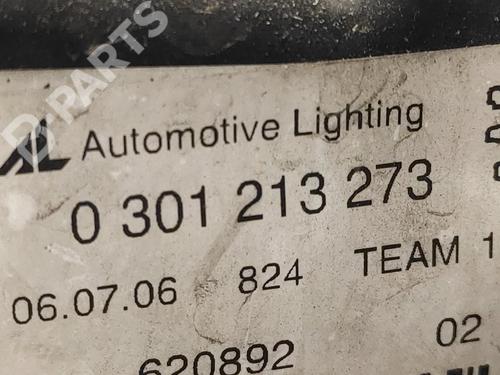 B PARTS
AL Automotive Lighting
0 301 213 273
06.07.06 824 TEAM 1
620892 02